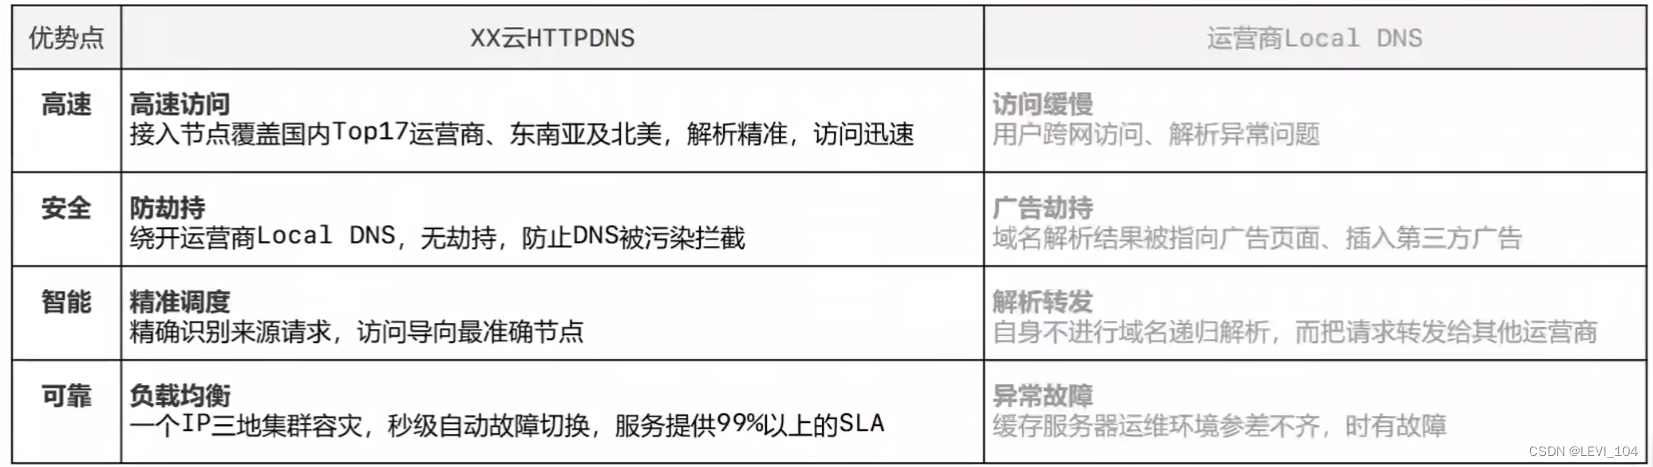 优势点
XX云HTTPDNS
运营商Local DNS
高速
高速访问
接入节点覆盖国内Top17运营商、东南亚及北美，解析精准，访问迅速
访问缓慢
用户跨网访问、解析异常问题
安全
防劫持
绕开运营商Local DNS，无劫持，防止DNS被污染拦截
广告劫持
域名解析结果被指向广告页面、插入第三方广告
智能
精准调度
精确识别来源请求，访问导向最准确节点
解析转发
自身不进行域名递归解析，而把请求转发给其他运营商
可靠
负载均衡
一个IP三地集群容灾，秒级自动故障切换，服务提供99%以上的SLA
异常故障
缓存服务器运维环境参差不齐，时有故障
CSDN @LEVI_104